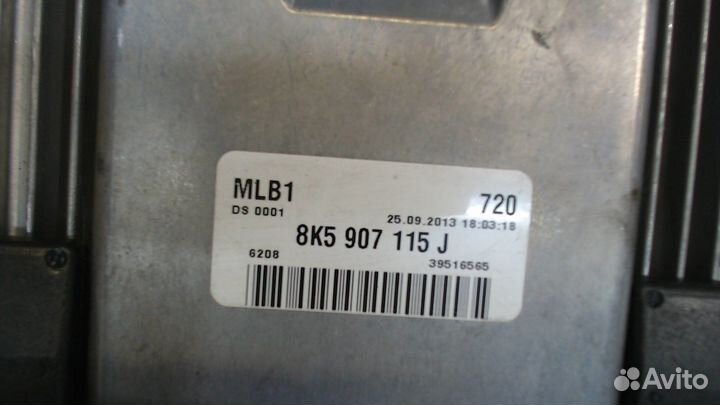 MLB1 720
DS 0001 25.09.2013 18:03:18
8K5 907 115 J
6208 39516565
Avito